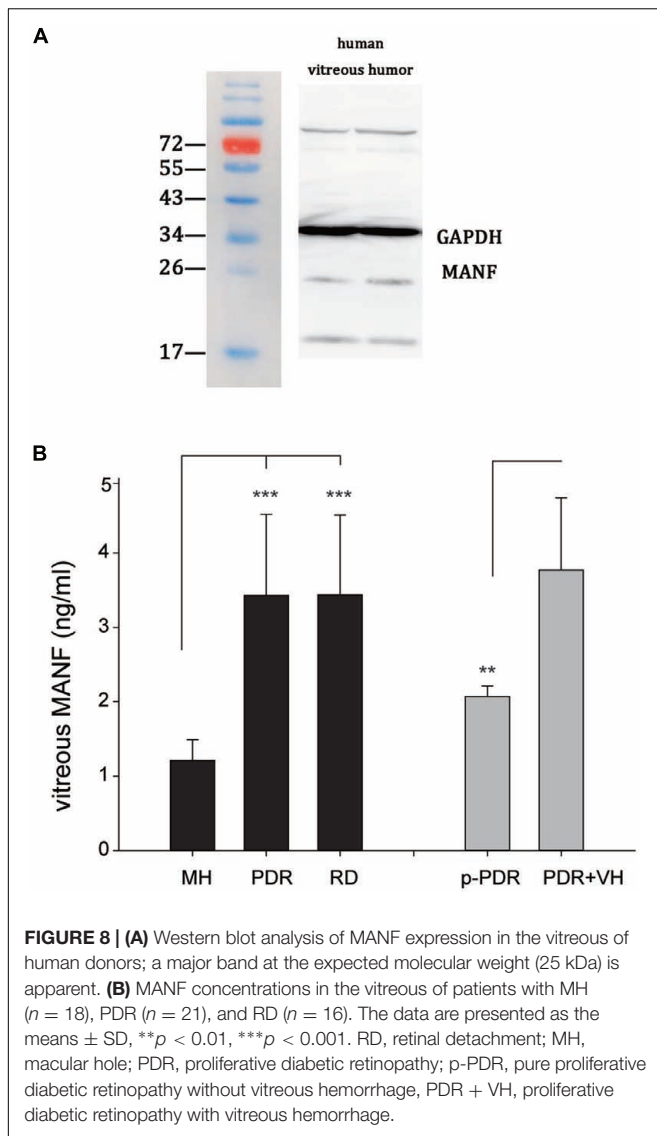 A
human
vitreous humor
72
55
43
34
26
17
GAPDH
MANF
B
5
4
3
2
1
0
vitreous MANF (ng/ml)
***
***
**
MH
PDR
RD
p-PDR
PDR+VH
FIGURE 8 | (A) Western blot analysis of MANF expression in the vitreous of
human donors; a major band at the expected molecular weight (25 kDa) is
apparent. (B) MANF concentrations in the vitreous of patients with MH
(n = 18), PDR (n = 21), and RD (n = 16). The data are presented as the
means ± SD, **p < 0.01, ***p < 0.001. RD, retinal detachment; MH,
macular hole; PDR, proliferative diabetic retinopathy; p-PDR, pure proliferative
diabetic retinopathy without vitreous hemorrhage, PDR + VH, proliferative
diabetic retinopathy with vitreous hemorrhage.